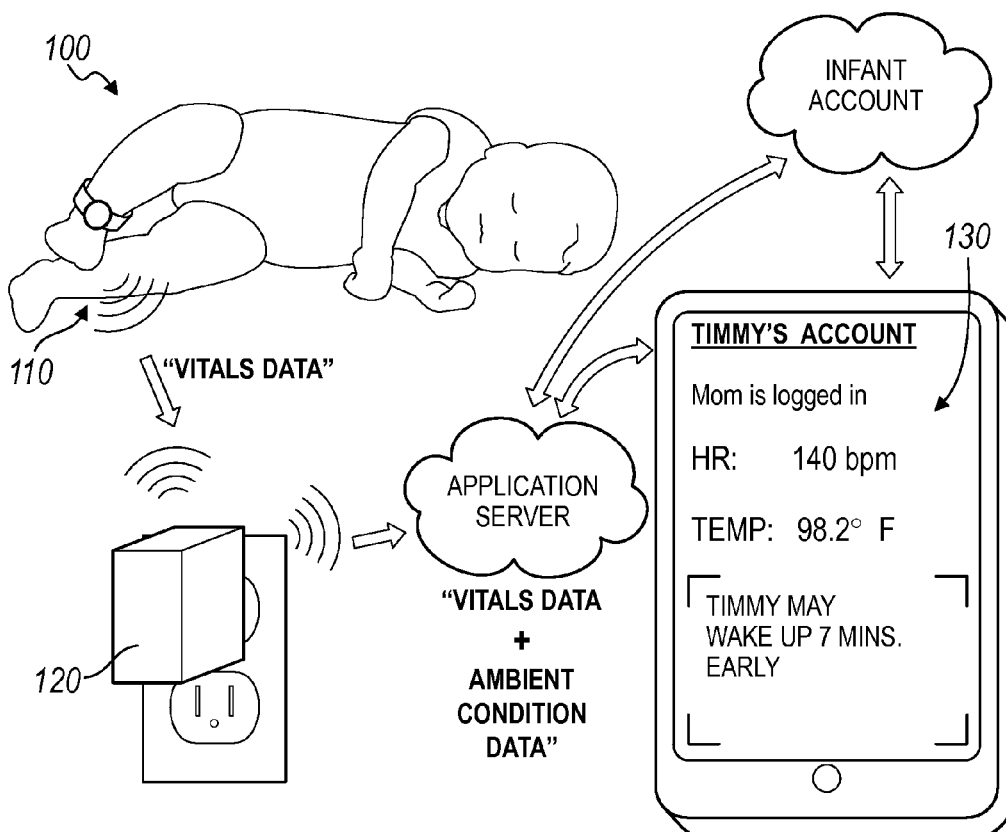 100
INFANT
ACCOUNT
130
110
"VITALS DATA"
TIMMY'S ACCOUNT
Mom is logged in
HR: 140 bpm
TEMP: 98.2° F
TIMMY MAY
WAKE UP 7 MINS.
EARLY
APPLICATION
SERVER
"VITALS DATA
+
AMBIENT
CONDITION
DATA"
120